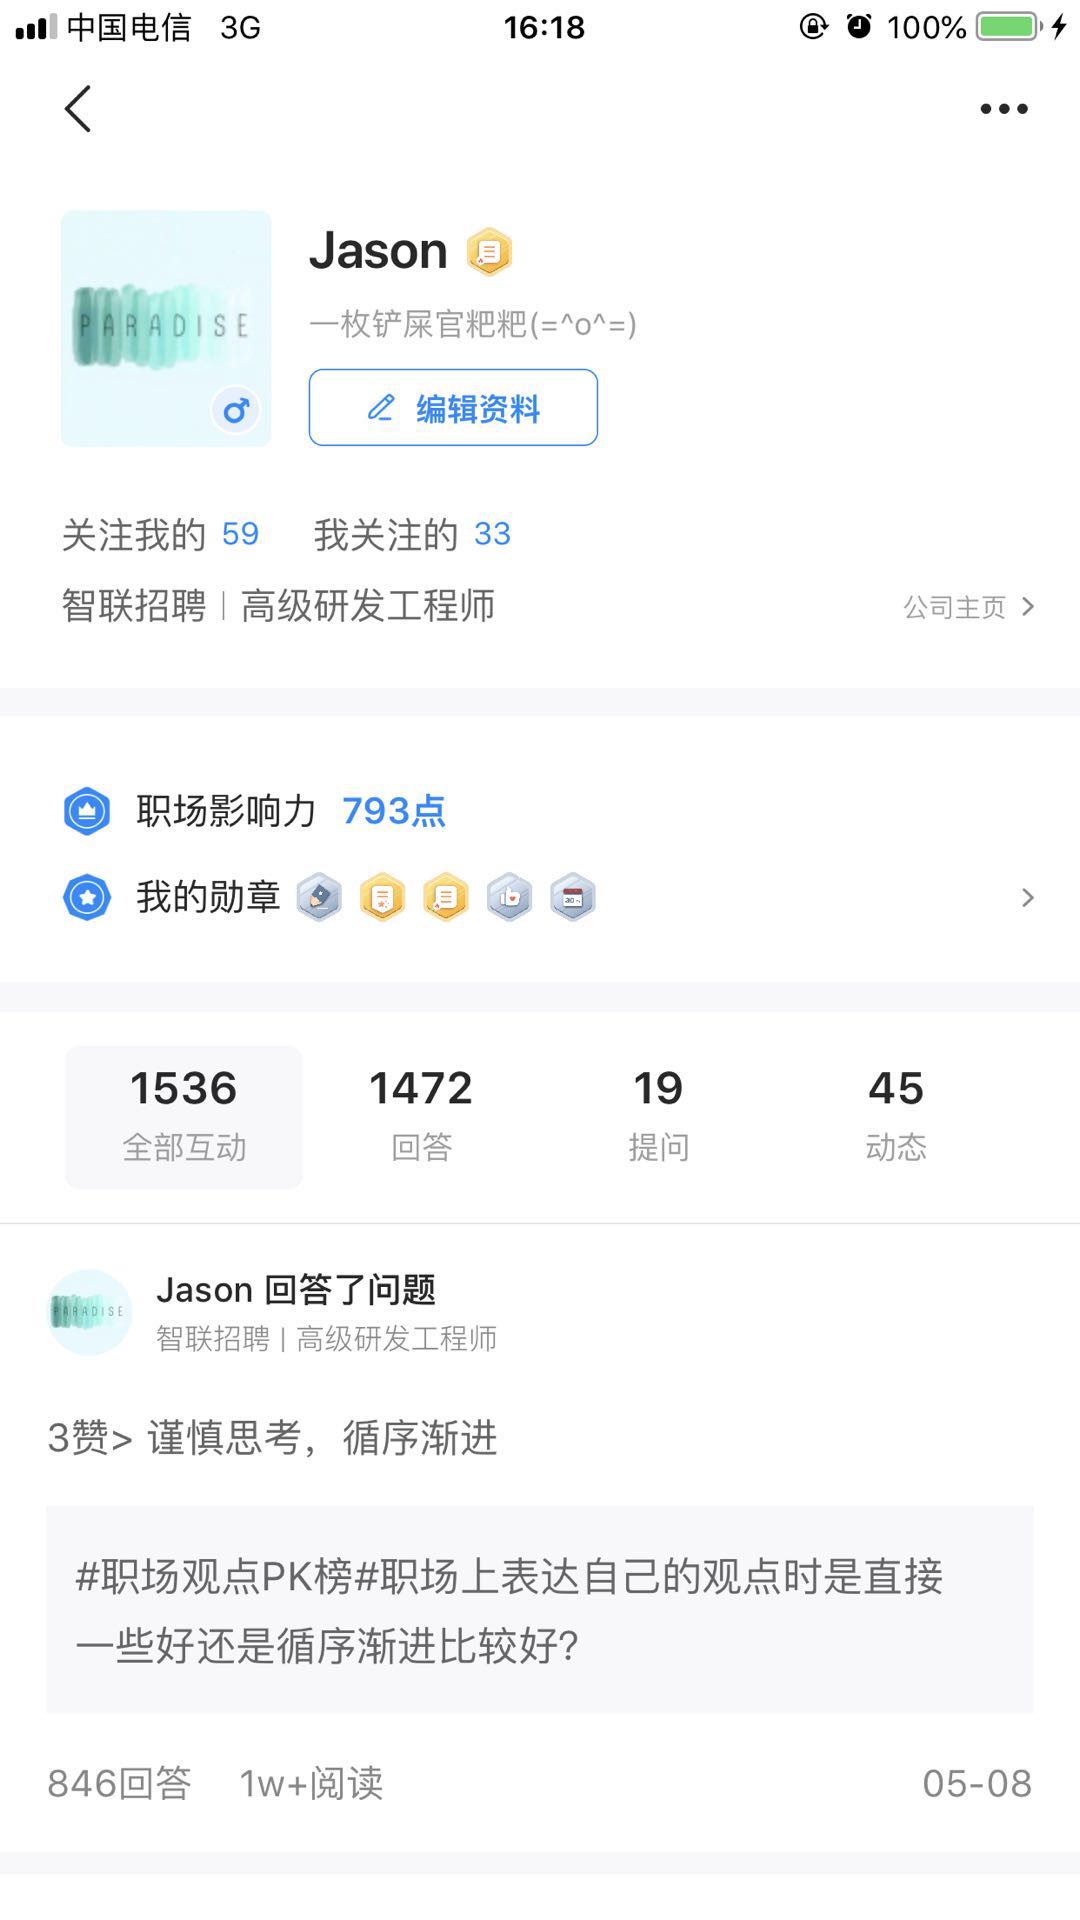 中国电信 3G 16:18 100%
PARADISE
Jason
一枚铲屎官粑粑(=^o^=)
编辑资料
关注我的 59 我关注的 33
智联招聘 | 高级研发工程师 公司主页
职场影响力 793点
我的勋章
30
1536 1472 19 45
全部互动 回答 提问 动态
PARADISE
Jason 回答了问题
智联招聘 | 高级研发工程师
3赞> 谨慎思考，循序渐进
#职场观点PK榜#职场上表达自己的观点时是直接
一些好还是循序渐进比较好?
846回答 1w+阅读 05-08